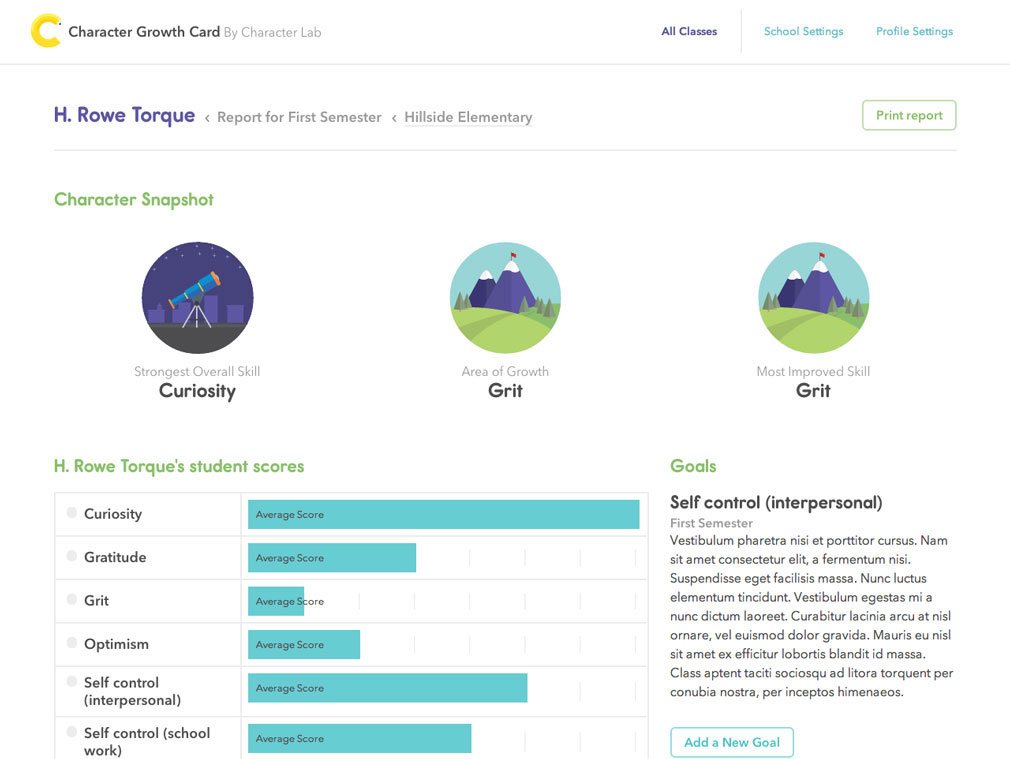 Character Growth Card By Character Lab
All Classes
School Settings
Profile Settings
H. Rowe Torque ‹ Report for First Semester ‹ Hillside Elementary
Print report
Character Snapshot
Strongest Overall Skill
Curiosity
Area of Growth
Grit
Most Improved Skill
Grit
H. Rowe Torque's student scores
Curiosity
Average Score
Gratitude
Average Score
Grit
Average Score
Optimism
Average Score
Self control
(interpersonal)
Average Score
Self control (school
work)
Average Score
Goals
Self control (interpersonal)
First Semester
Vestibulum pharetra nisi et porttitor cursus. Nam
sit amet consectetur elit, a fermentum nisi.
Suspendisse eget facilisis massa. Nunc luctus
elementum tincidunt. Vestibulum egestas mi a
nunc dictum laoreet. Curabitur lacinia arcu at nisl
ornare, vel euismod dolor gravida. Mauris eu nisl
sit amet ex efficitur lobortis blandit id massa.
Class aptent taciti sociosqu ad litora torquent per
conubia nostra, per inceptos himenaeos.
Add a New Goal